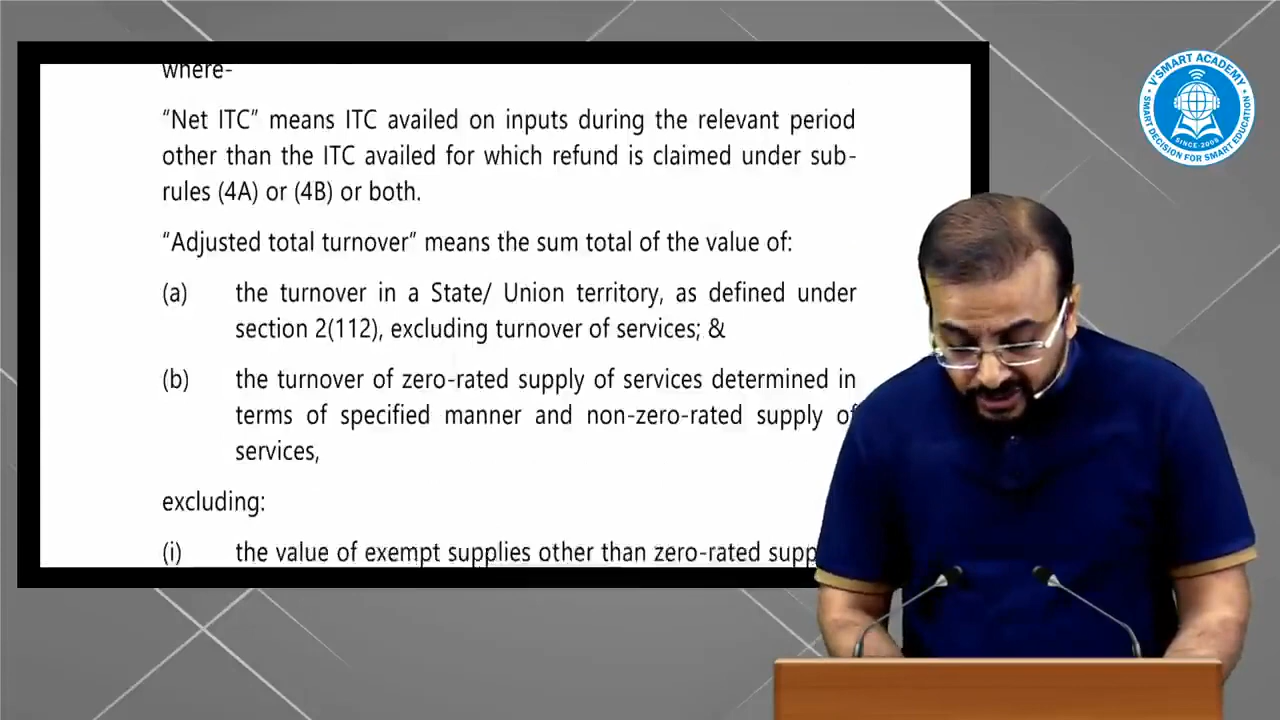 where-
“Net ITC” means ITC availed on inputs during the relevant period
other than the ITC availed for which refund is claimed under sub-
rules (4A) or (4B) or both.
“Adjusted total turnover” means the sum total of the value of:
(a) the turnover in a State/ Union territory, as defined under
section 2(112), excluding turnover of services; &
(b) the turnover of zero-rated supply of services determined in
terms of specified manner and non-zero-rated supply of
services,
excluding:
(i) the value of exempt supplies other than zero-rated
V'SMART ACADEMY
SINCE-2009
SMART DECISION FOR SMART EDUCATION